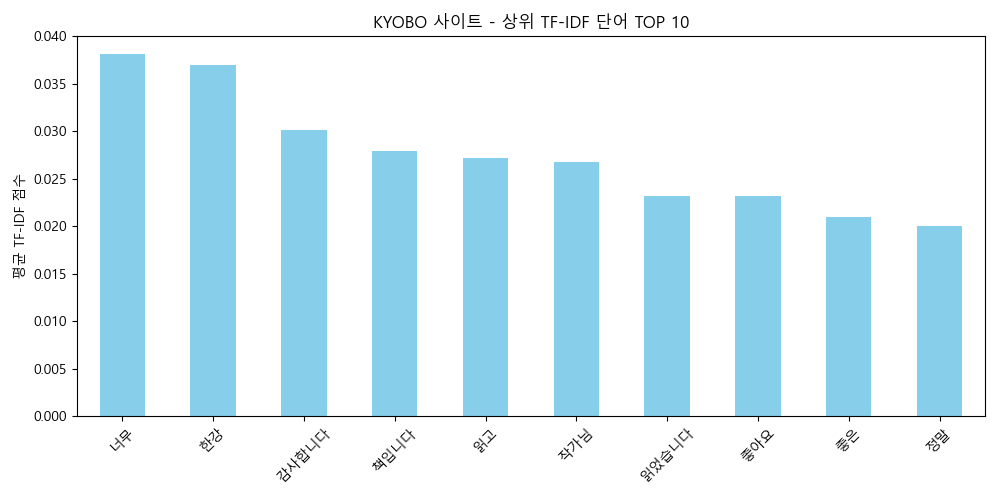 KYOBO 사이트 - 상위 TF-IDF 단어 TOP 10
평균 TF-IDF 점수
0.040
0.035
0.030
0.025
0.020
0.015
0.010
0.005
0.000
너무
한강
감사합니다
책입니다
읽고
작가님
읽었습니다
좋아요
좋은
정말